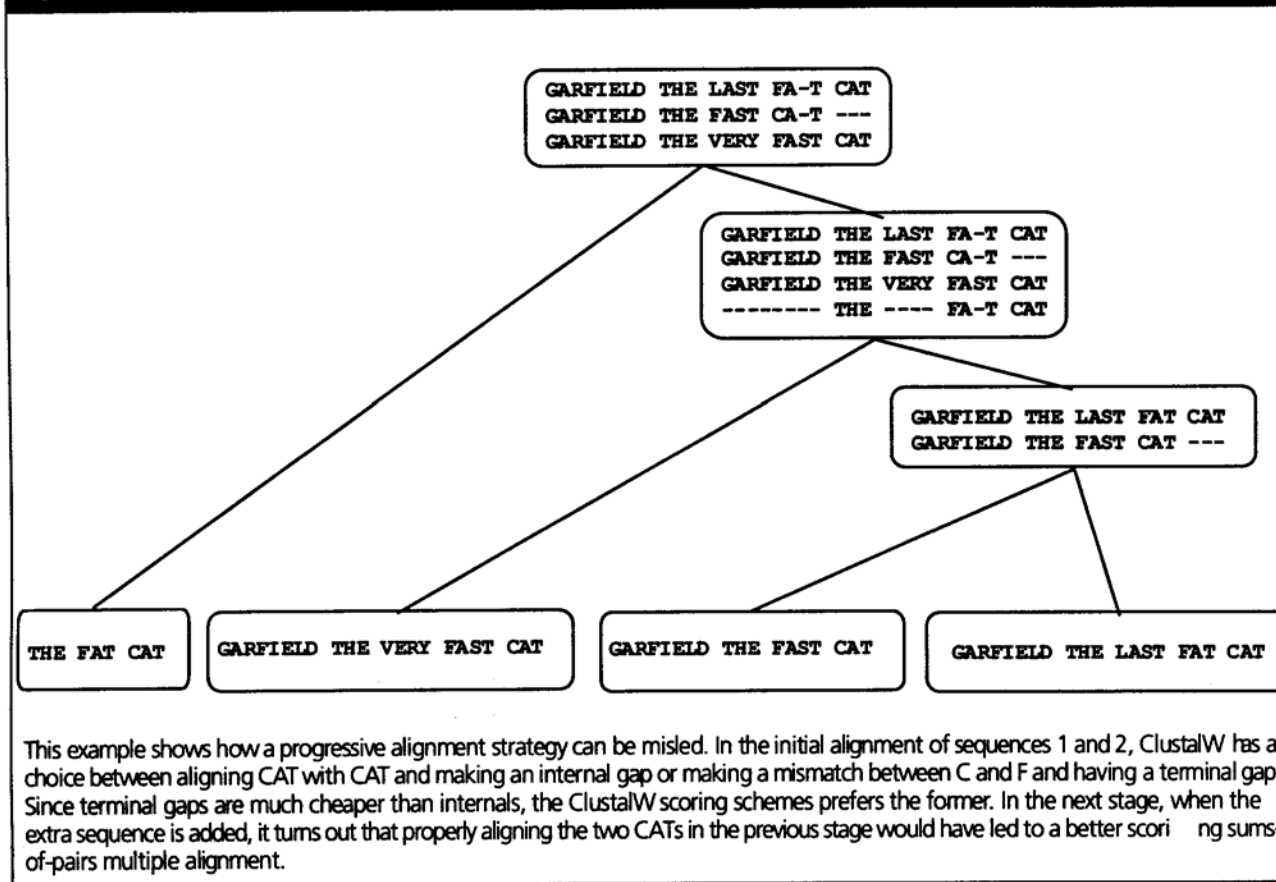 GARFIELD THE LAST FA-T CAT
GARFIELD THE FAST CA-T ---
GARFIELD THE VERY FAST CAT
GARFIELD THE LAST FA-T CAT
GARFIELD THE FAST CA-T ---
GARFIELD THE VERY FAST CAT
-------- THE ---- FA-T CAT
GARFIELD THE LAST FAT CAT
GARFIELD THE FAST CAT ---
THE FAT CAT
GARFIELD THE VERY FAST CAT
GARFIELD THE FAST CAT
GARFIELD THE LAST FAT CAT
This example shows how a progressive alignment strategy can be misled. In the initial alignment of sequences 1 and 2, ClustalW has a
choice between aligning CAT with CAT and making an internal gap or making a mismatch between C and F and having a terminal gap
Since terminal gaps are much cheaper than internals, the ClustalW scoring schemes prefers the former. In the next stage, when the
extra sequence is added, it turns out that properly aligning the two CATs in the previous stage would have led to a better scori ng sums-
of-pairs multiple alignment.